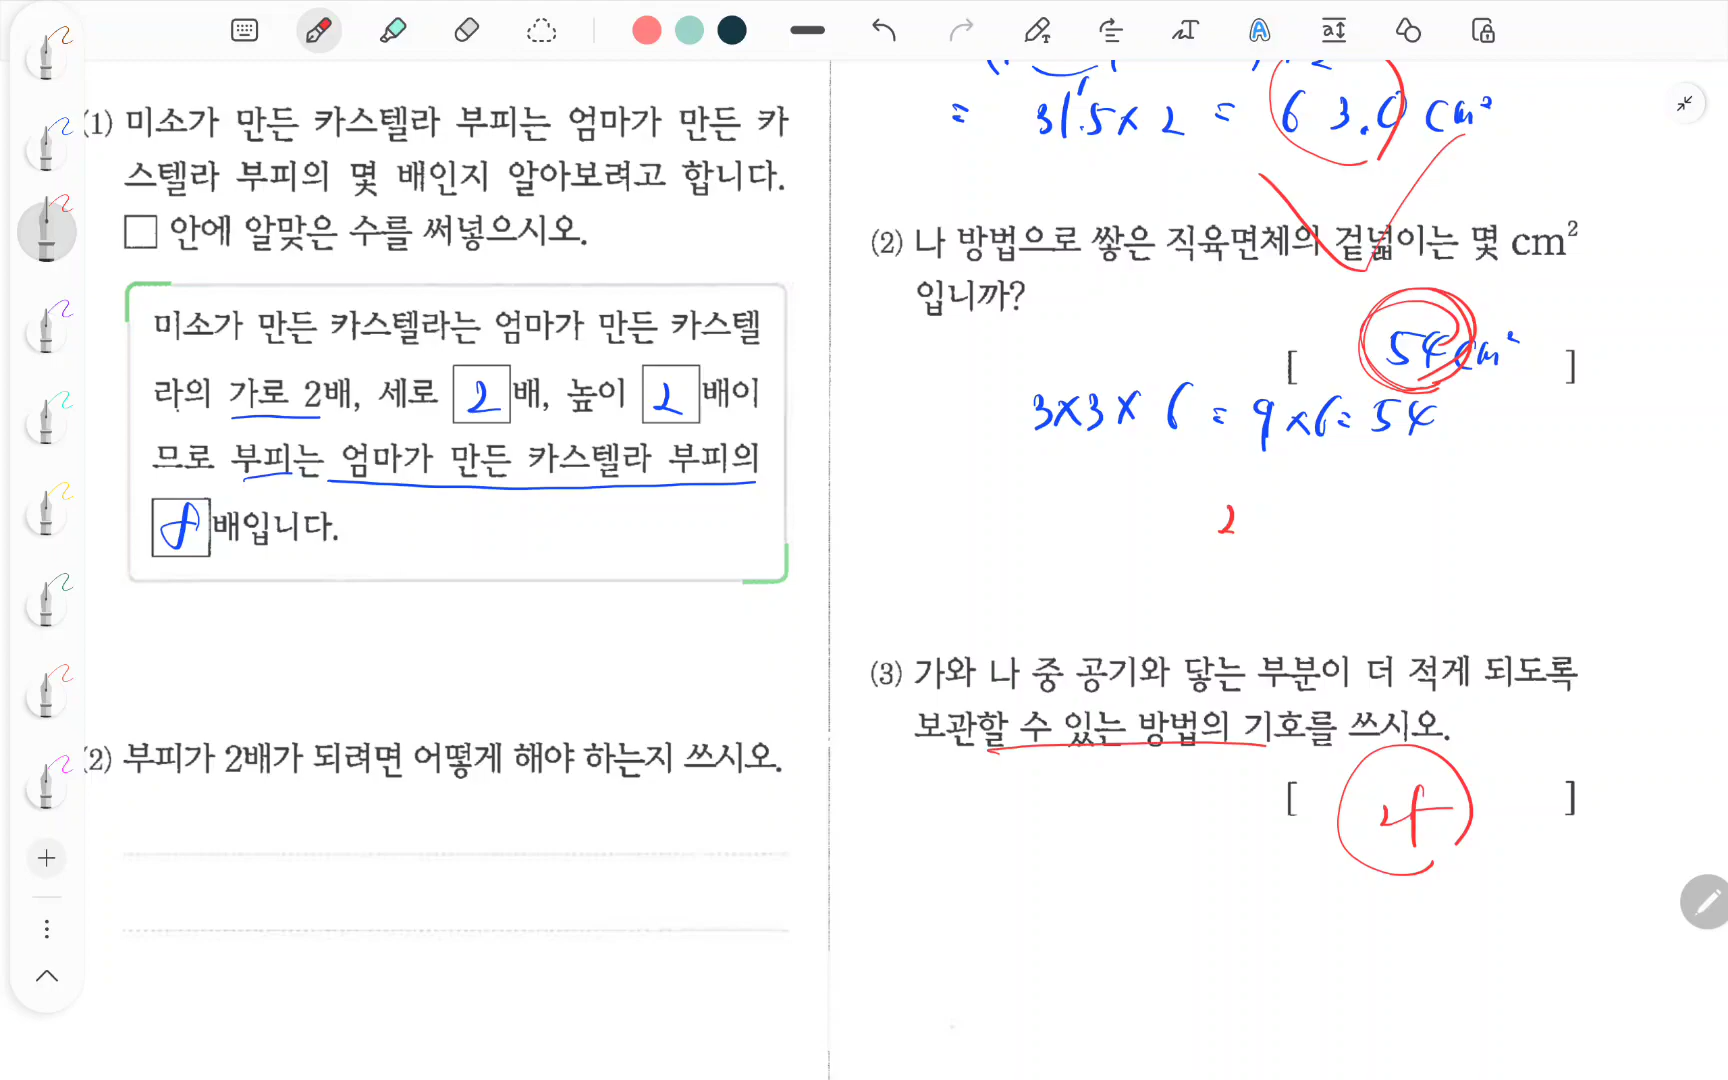 (1) 미소가 만든 카스텔라 부피는 엄마가 만든 카
스텔라 부피의 몇 배인지 알아보려고 합니다.
□ 안에 알맞은 수를 써넣으시오.
미소가 만든 카스텔라는 엄마가 만든 카스텔
라의 가로 2배, 세로 2 배, 높이 2 배이
므로 부피는 엄마가 만든 카스텔라 부피의
8 배입니다.
(2) 부피가 2배가 되려면 어떻게 해야 하는지 쓰시오.
= 31.5 × 2 = 63.0 cm²
(2) 나 방법으로 쌓은 직육면체의 겉넓이는 몇 cm²
입니까?
[ 54 cm² ]
3×3×6 = 9×6= 54
2
(3) 가와 나 중 공기와 닿는 부분이 더 적게 되도록
보관할 수 있는 방법의 기호를 쓰시오.
[ 나 ]